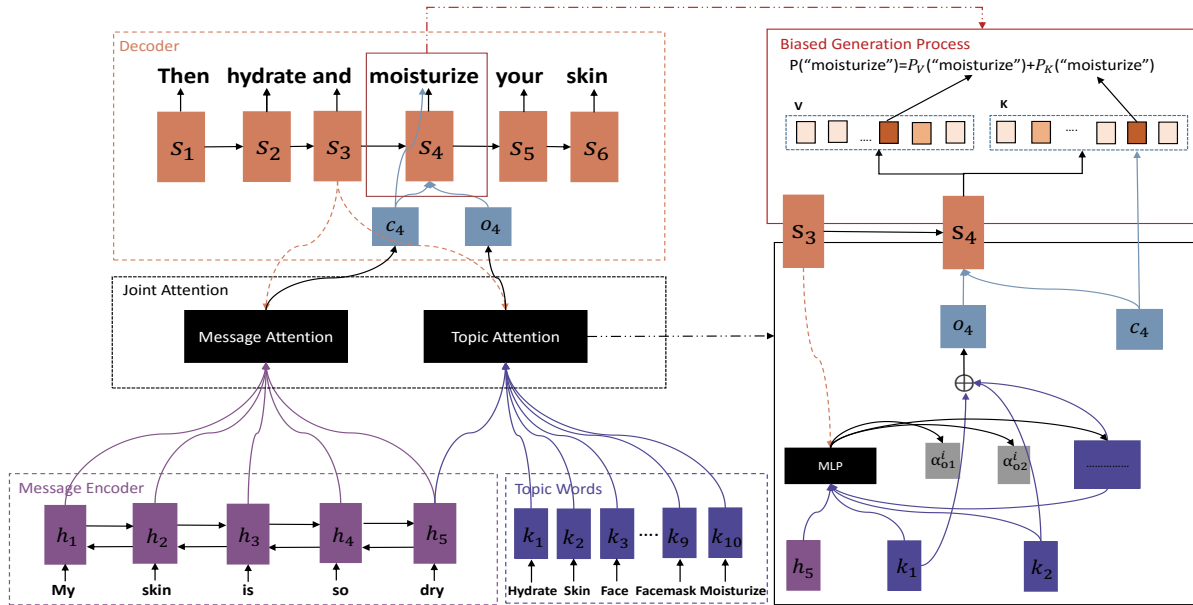 Decoder
Then hydrate and moisturize your skin
s1 s2 s3 s4 s5 s6
c4 o4
Joint Attention
Message Attention Topic Attention
Message Encoder
h1 h2 h3 h4 h5
My skin is so dry
Topic Words
k1 k2 k3 .... k9 k10
Hydrate Skin Face Facemask Moisturize
Biased Generation Process
P("moisturize")=PV("moisturize")+PK("moisturize")
V K
.... ....
s3 s4
o4 c4
MLP α^i_o1 α^i_o2 ...............
h5 k1 k2